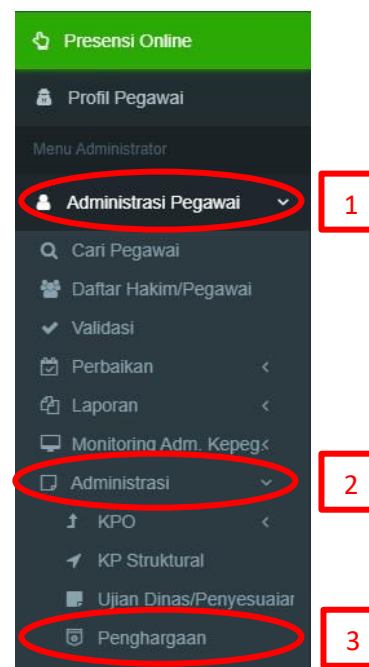 Presensi Online
Profil Pegawai
Menu Administrator
Administrasi Pegawai
1
Cari Pegawai
Daftar Hakim/Pegawai
Validasi
Perbaikan
Laporan
Monitoring Adm. Kepeg
Administrasi
2
KPO
KP Struktural
Ujian Dinas/Penyesuaiar
Penghargaan
3